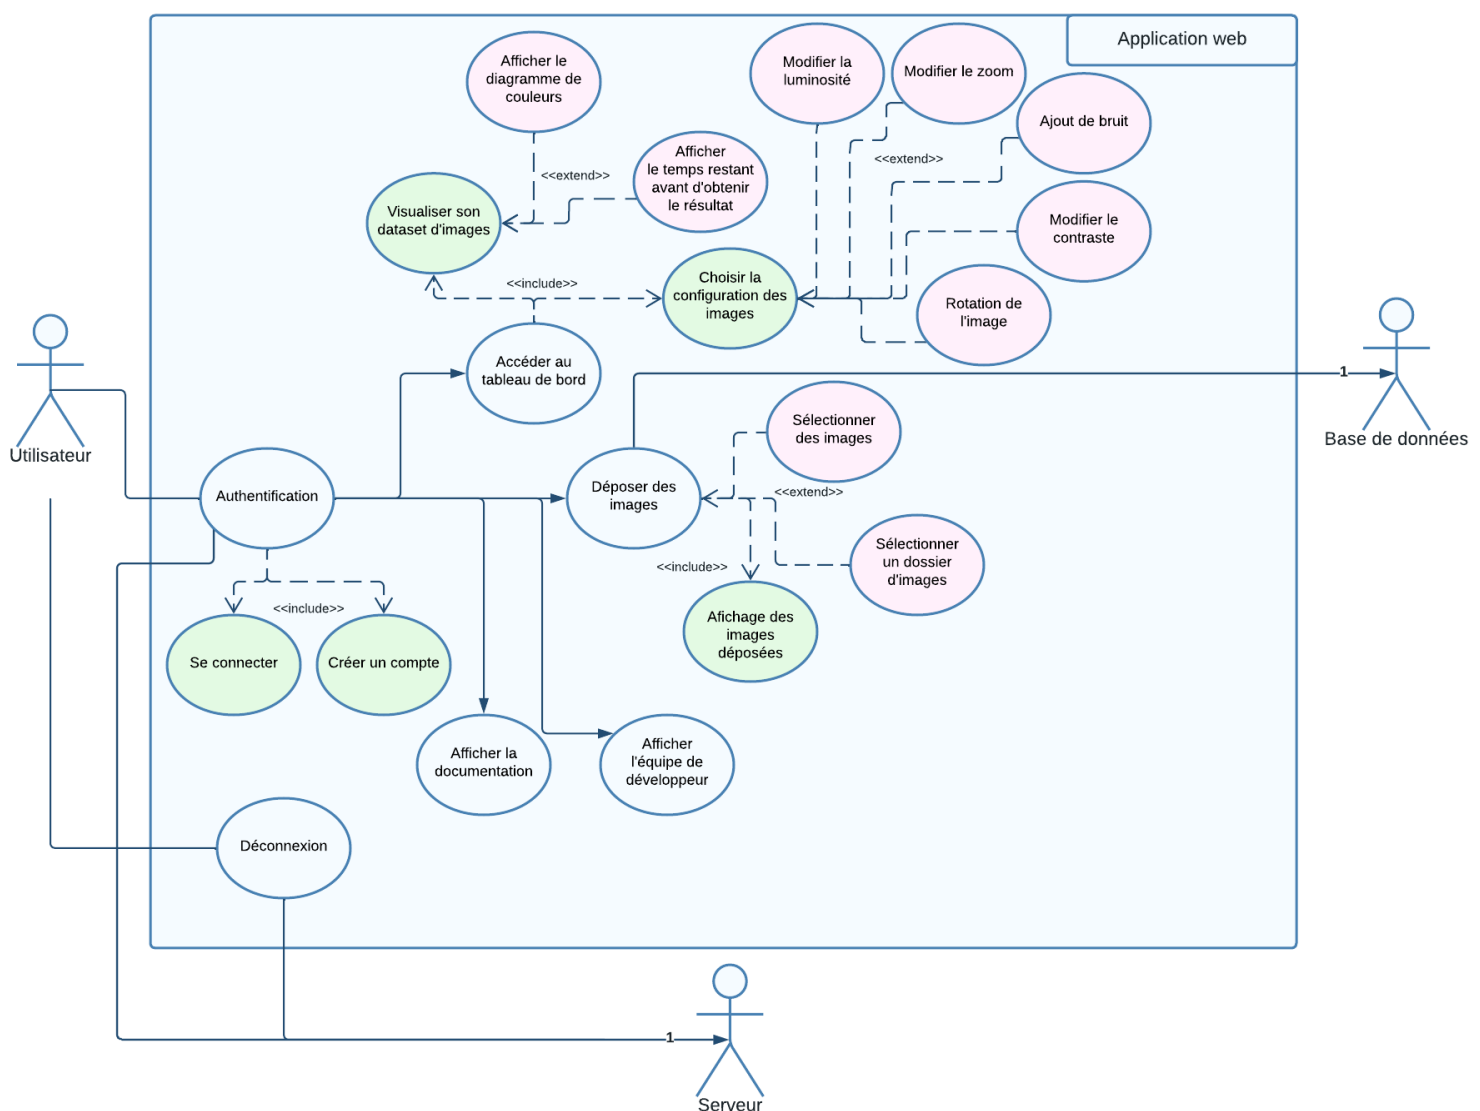 Application web
Afficher le
diagramme de
couleurs
Modifier la
luminosité
Modifier le zoom
Ajout de bruit
<<extend>>
Afficher
le temps restant
avant d'obtenir
le résultat
<<extend>>
Visualiser son
dataset d'images
Modifier le
contraste
<<include>>
Choisir la
configuration des
images
Rotation de
l'image
Accéder au
tableau de bord
1
Utilisateur
Base de données
Sélectionner
des images
Authentification
Déposer des
images
<<extend>>
Sélectionner
un dossier
d'images
<<include>>
<<include>>
Afichage des
images
déposées
Se connecter
Créer un compte
Afficher la
documentation
Afficher
l'équipe de
développeur
Déconnexion
1
Serveur